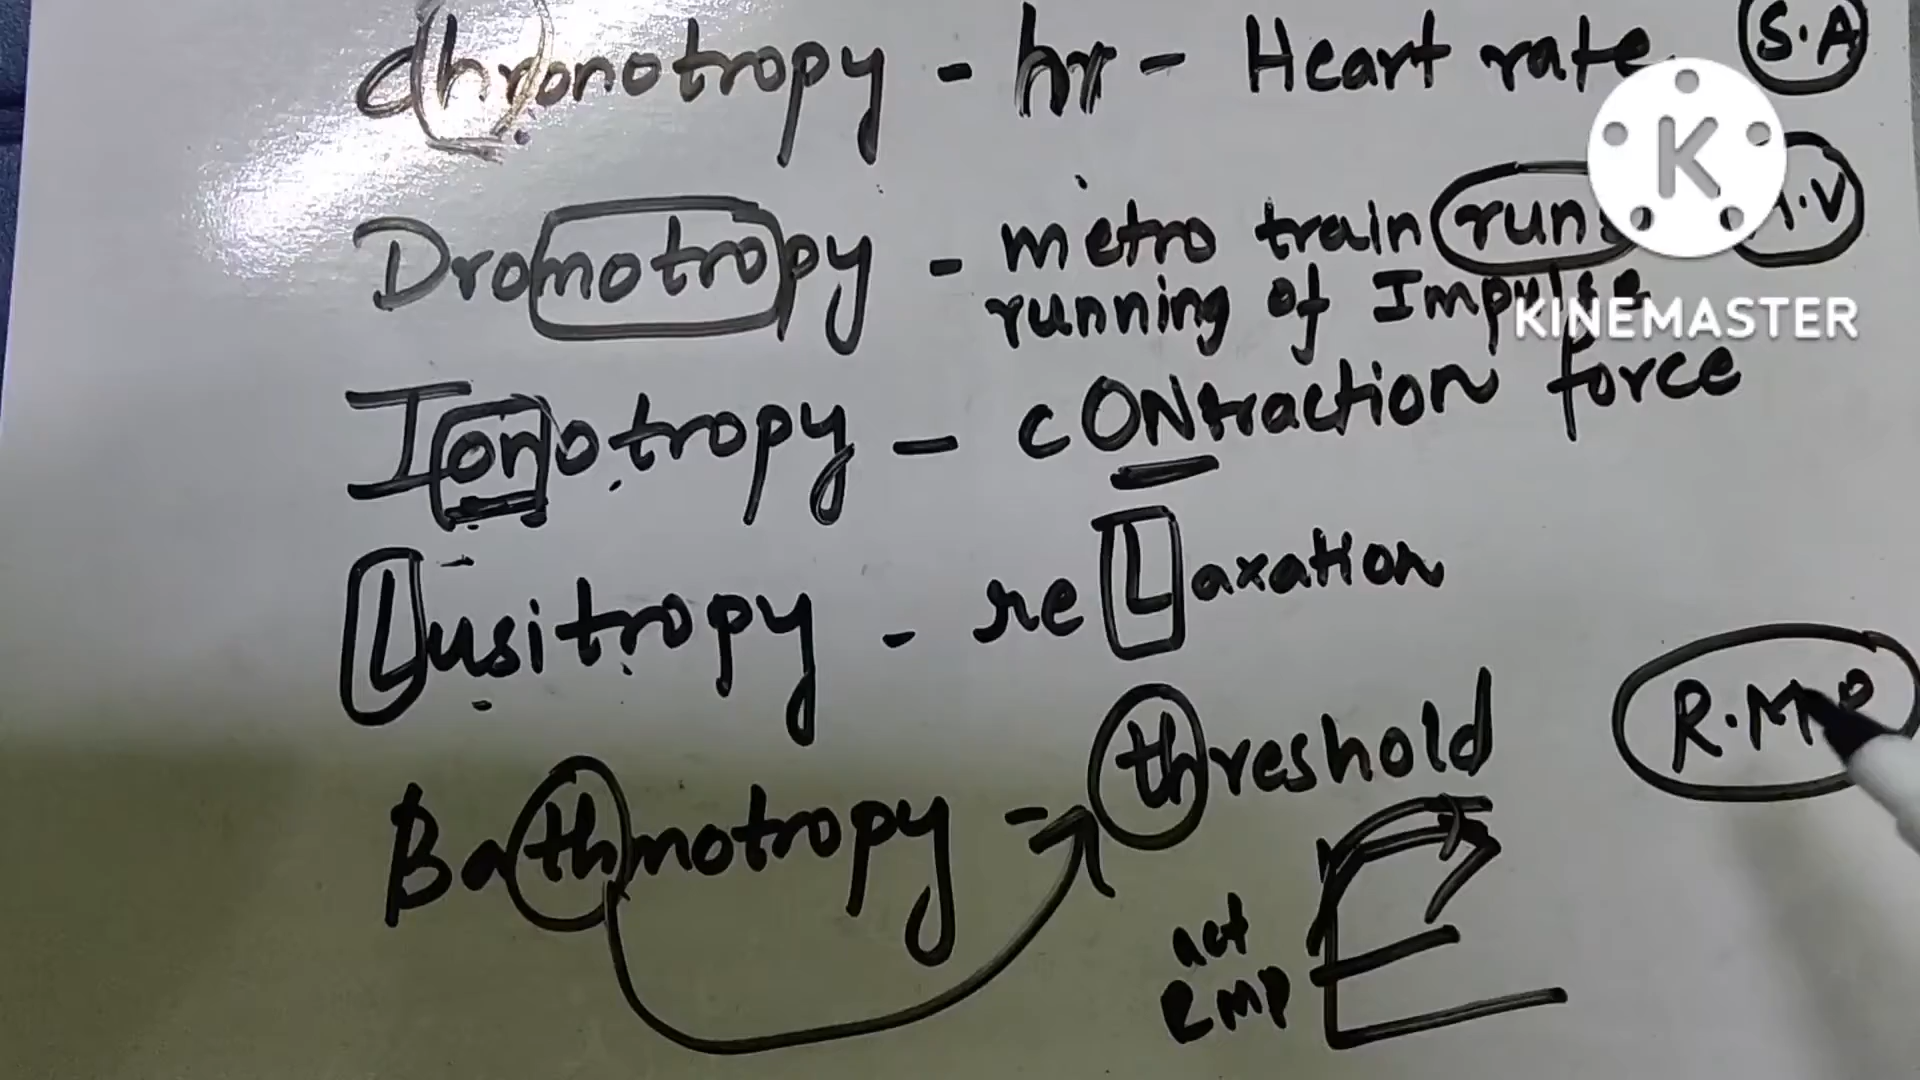 Chronotropy - hr - Heart rate S.A
Dromotropy - metro train runs A.V
running of Impulse
K
KINEMASTER
Ionotropy - cONtraction force
Lusitropy - reLaxation
Bathmotropy - threshold
R.M.P
act
RMP